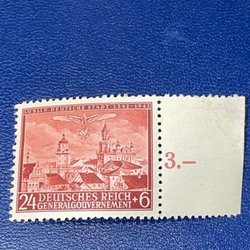 LUBLIN · DEUTSCHE STADT · 1342-1942
3.—
24 DEUTSCHES REICH +6
GENERALGOUVERNEMENT